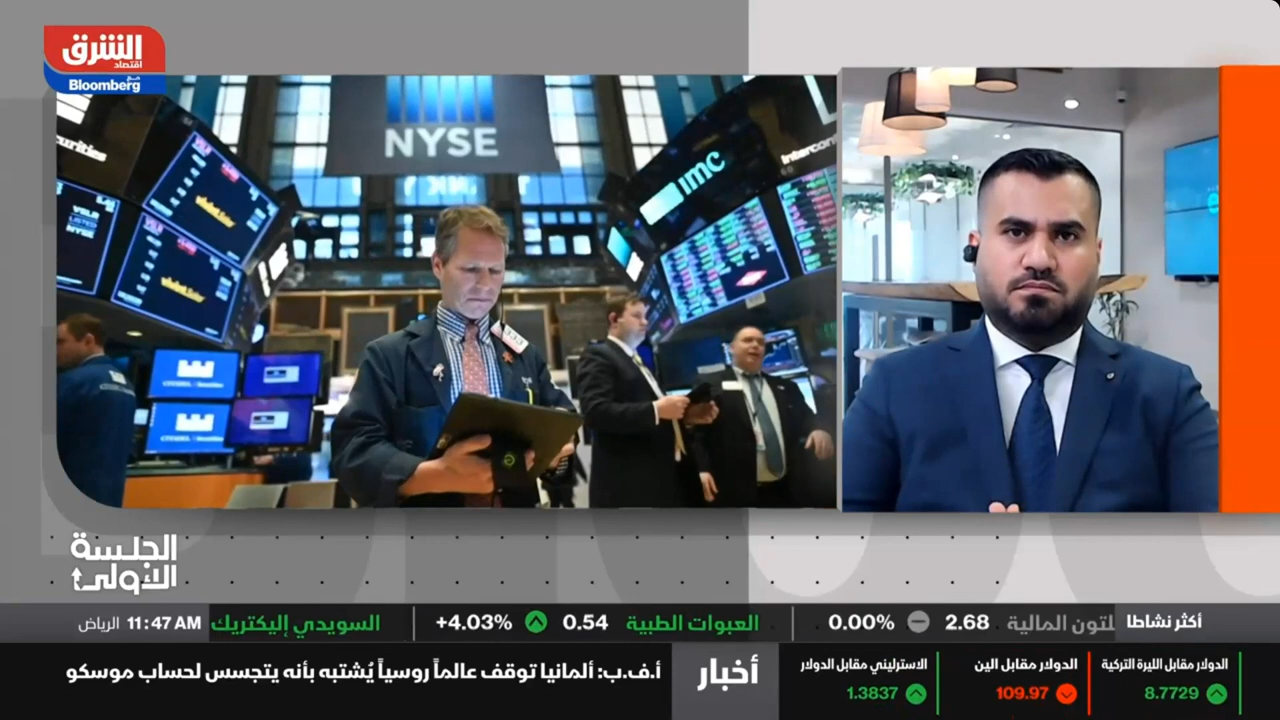 الشرق
اقتصاد
مع
Bloomberg
NYSE
IMC
الجلسة
الأولى
أكثر نشاطا
لتون المالية 2.68 0.00%
العبوات الطبية 0.54 +4.03%
السويدي إليكتريك
الرياض 11:47 AM
الدولار مقابل الليرة التركية
8.7729
الدولار مقابل الين
109.97
الاسترليني مقابل الدولار
1.3837
أخبار
أ.ف.ب: ألمانيا توقف عالماً روسياً يُشتبه بأنه يتجسس لحساب موسكو